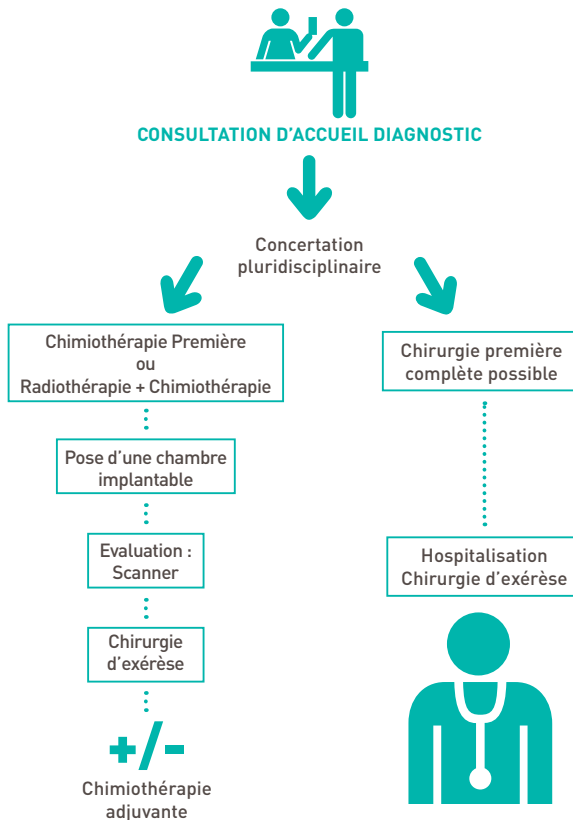 CONSULTATION D'ACCUEIL DIAGNOSTIC
Concertation
pluridisciplinaire
Chimiothérapie Première
ou
Radiothérapie + Chimiothérapie
Pose d'une chambre
implantable
Evaluation :
Scanner
Chirurgie
d'exérèse
+/-
Chimiothérapie
adjuvante
Chirurgie première
complète possible
Hospitalisation
Chirurgie d'exérèse